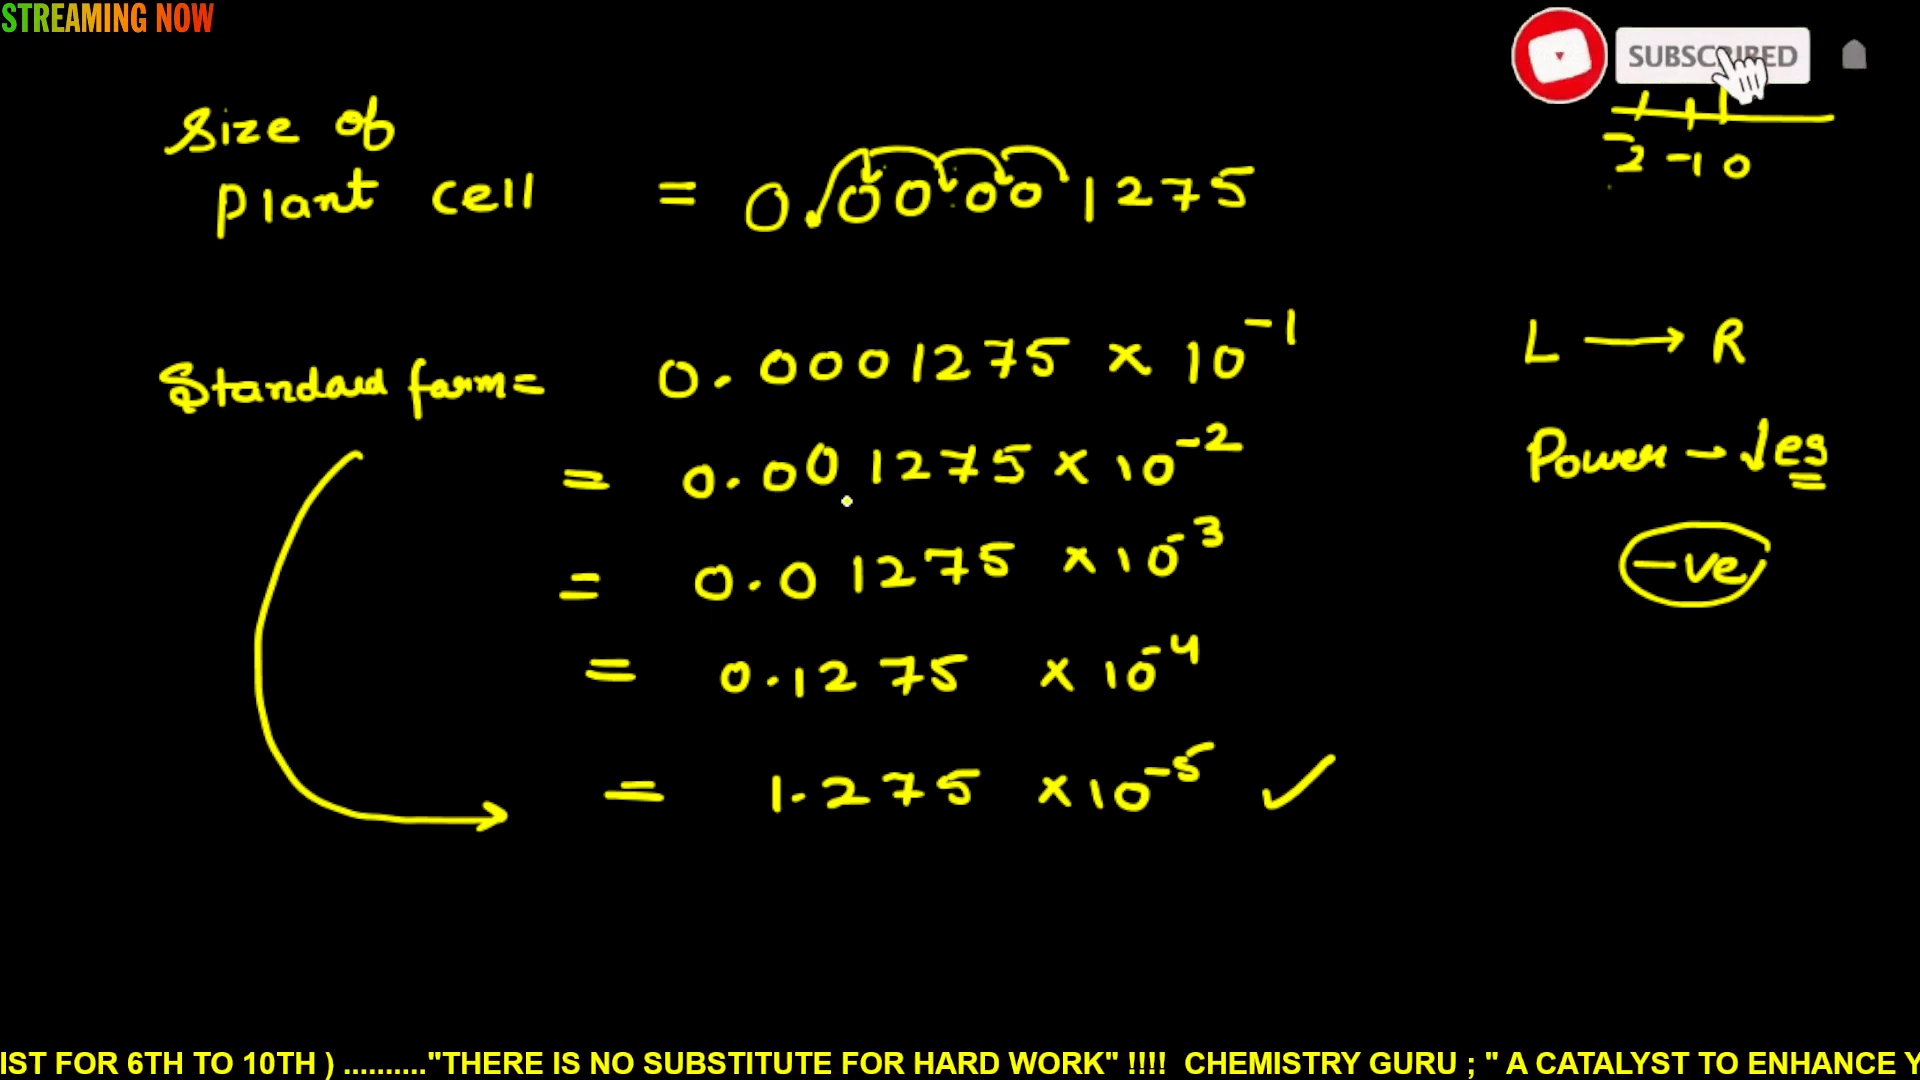 STREAMING NOW
SUBSCRIBED
Size of
plant cell = 0.00001275
-2 -1 0
Standard form = 0.0001275 × 10⁻¹
L → R
= 0.001275 × 10⁻²
Power → ↓es
= 0.01275 × 10⁻³
-ve
= 0.1275 × 10⁻⁴
= 1.275 × 10⁻⁵ ✓
IST FOR 6TH TO 10TH ) .........."THERE IS NO SUBSTITUTE FOR HARD WORK" !!!! CHEMISTRY GURU ; " A CATALYST TO ENHANCE Y